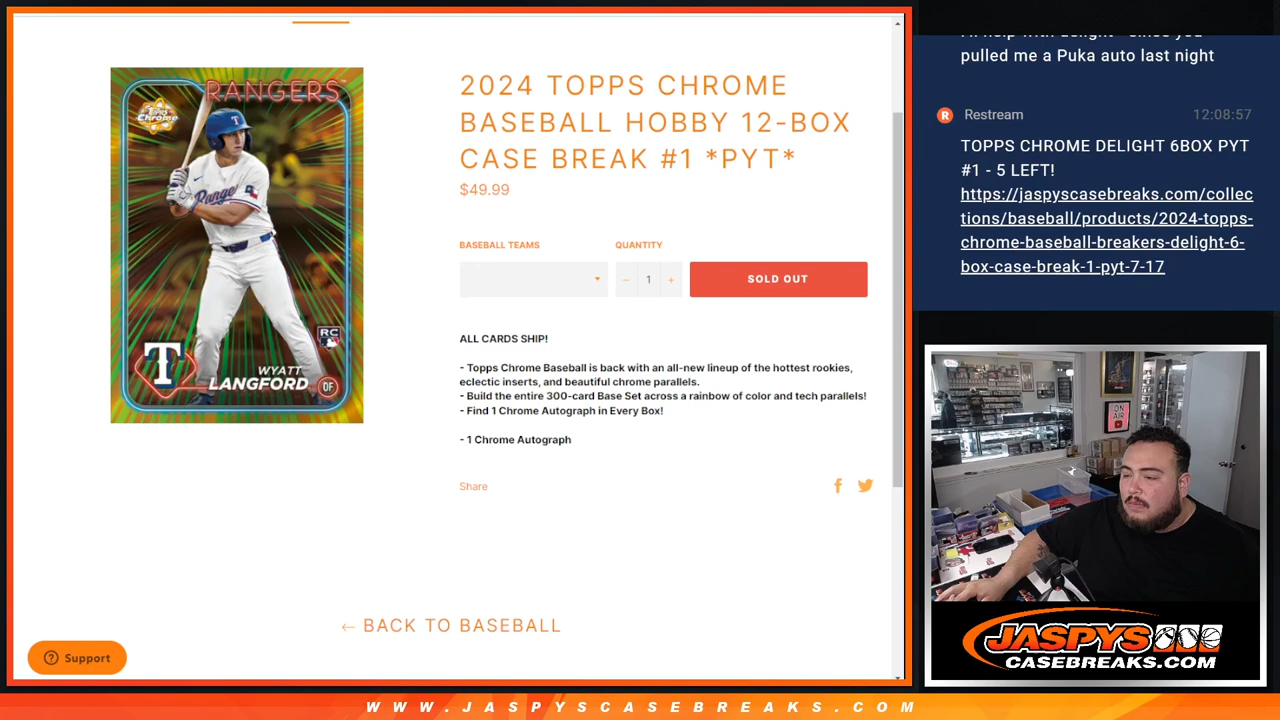 2024 TOPPS CHROME
BASEBALL HOBBY 12-BOX
CASE BREAK #1 *PYT*
$49.99
BASEBALL TEAMS
QUANTITY
− 1 +
SOLD OUT
ALL CARDS SHIP!
- Topps Chrome Baseball is back with an all-new lineup of the hottest rookies,
eclectic inserts, and beautiful chrome parallels.
- Build the entire 300-card Base Set across a rainbow of color and tech parallels!
- Find 1 Chrome Autograph in Every Box!
- 1 Chrome Autograph
Share
← BACK TO BASEBALL
Support
RANGERS
Topps
Chrome
Rangers
T
RC
T
WYATT
LANGFORD
OF
pulled me a Puka auto last night
R Restream 12:08:57
TOPPS CHROME DELIGHT 6BOX PYT
#1 - 5 LEFT!
https://jaspyscasebreaks.com/collec
tions/baseball/products/2024-topps-
chrome-baseball-breakers-delight-6-
box-case-break-1-pyt-7-17
ON
AIR
JASPYS
CASEBREAKS.COM
WWW.JASPYSCASEBREAKS.COM